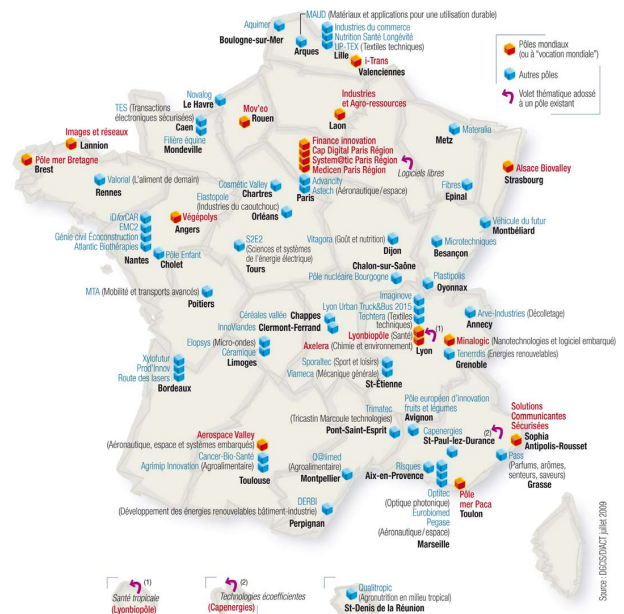 MAUD (Matériaux et applications pour une utilisation durable)
Aquimer
Boulogne-sur-Mer
Arques
Industries du commerce
Nutrition Santé Longévité
UP-TEX (Textiles techniques)
Lille
i-Trans
Valenciennes
Pôles mondiaux
(ou à "vocation mondiale")
Autres pôles
Volet thématique adossé
à un pôle existant
Novalog
Le Havre
TES (Transactions
électroniques sécurisées)
Caen
Filière équine
Mondeville
Mov'eo
Rouen
Industries
et Agro-ressources
Laon
Images et réseaux
Lannion
Pôle mer Bretagne
Brest
Valorial (L'aliment de demain)
Rennes
Finance innovation
Cap Digital Paris Région
System@tic Paris Région
Medicen Paris Région
Logiciels libres
Advancity
Astech (Aéronautique/espace)
Paris
Materalia
Metz
Alsace Biovalley
Strasbourg
Fibres
Epinal
Cosmétic Valley
Chartres
Elastopole
(Industries du caoutchouc)
Orléans
iDforCAR
EMC2
Génie civil Écoconstruction
Atlantic Biothérapies
Nantes
Végépolys
Angers
Pôle Enfant
Cholet
S2E2
(Sciences et systèmes
de l'énergie électrique)
Tours
Vitagora (Goût et nutrition)
Dijon
Véhicule du futur
Montbéliard
Microtechniques
Besançon
Chalon-sur-Saône
Pôle nucléaire Bourgogne
Plastipolis
Oyonnax
MTA (Mobilité et transports avancés)
Poitiers
Céréales vallée
Chappes
InnoViandes
Clermont-Ferrand
Imaginove
Lyon Urban Truck&Bus 2015
Techtera (Textiles
techniques)
Lyonbiopôle (Santé)
Axelera (Chimie et environnement)
(1)
Lyon
Arve-Industries (Décolletage)
Annecy
Minalogic (Nanotechnologies et logiciel embarqué)
Tenerrdis (Energies renouvelables)
Grenoble
Elopsys (Micro-ondes)
Céramique
Limoges
Sporaltec (Sport et loisirs)
Viameca (Mécanique générale)
St-Étienne
Xylofutur
Prod'Innov
Route des lasers
Bordeaux
Pôle européen d'innovation
fruits et légumes
Avignon
Trimatec
(Tricastin Marcoule technologies)
Pont-Saint-Esprit
Capenergies
St-Paul-lez-Durance
(2)
Solutions
Communicantes
Sécurisées
Sophia
Antipolis-Rousset
Pass
(Parfums, arômes,
senteurs, saveurs)
Grasse
Aerospace Valley
(Aéronautique, espace et systèmes embarqués)
Cancer-Bio-Santé
Agrimip Innovation (Agroalimentaire)
Toulouse
Q@limed
(Agroalimentaire)
Montpellier
Risques
Aix-en-Provence
Optitec
(Optique photonique)
Eurobiomed
Pegase
(Aéronautique/espace)
Marseille
Pôle
mer Paca
Toulon
DERBI
(Développement des énergies renouvelables bâtiment-industrie)
Perpignan
Source : DGCIS/DIACT juillet 2009
(1)
Santé tropicale
(Lyonbiopôle)
(2)
Technologies écoefficientes
(Capenergies)
Qualitropic
(Agronutrition en milieu tropical)
St-Denis de la Réunion